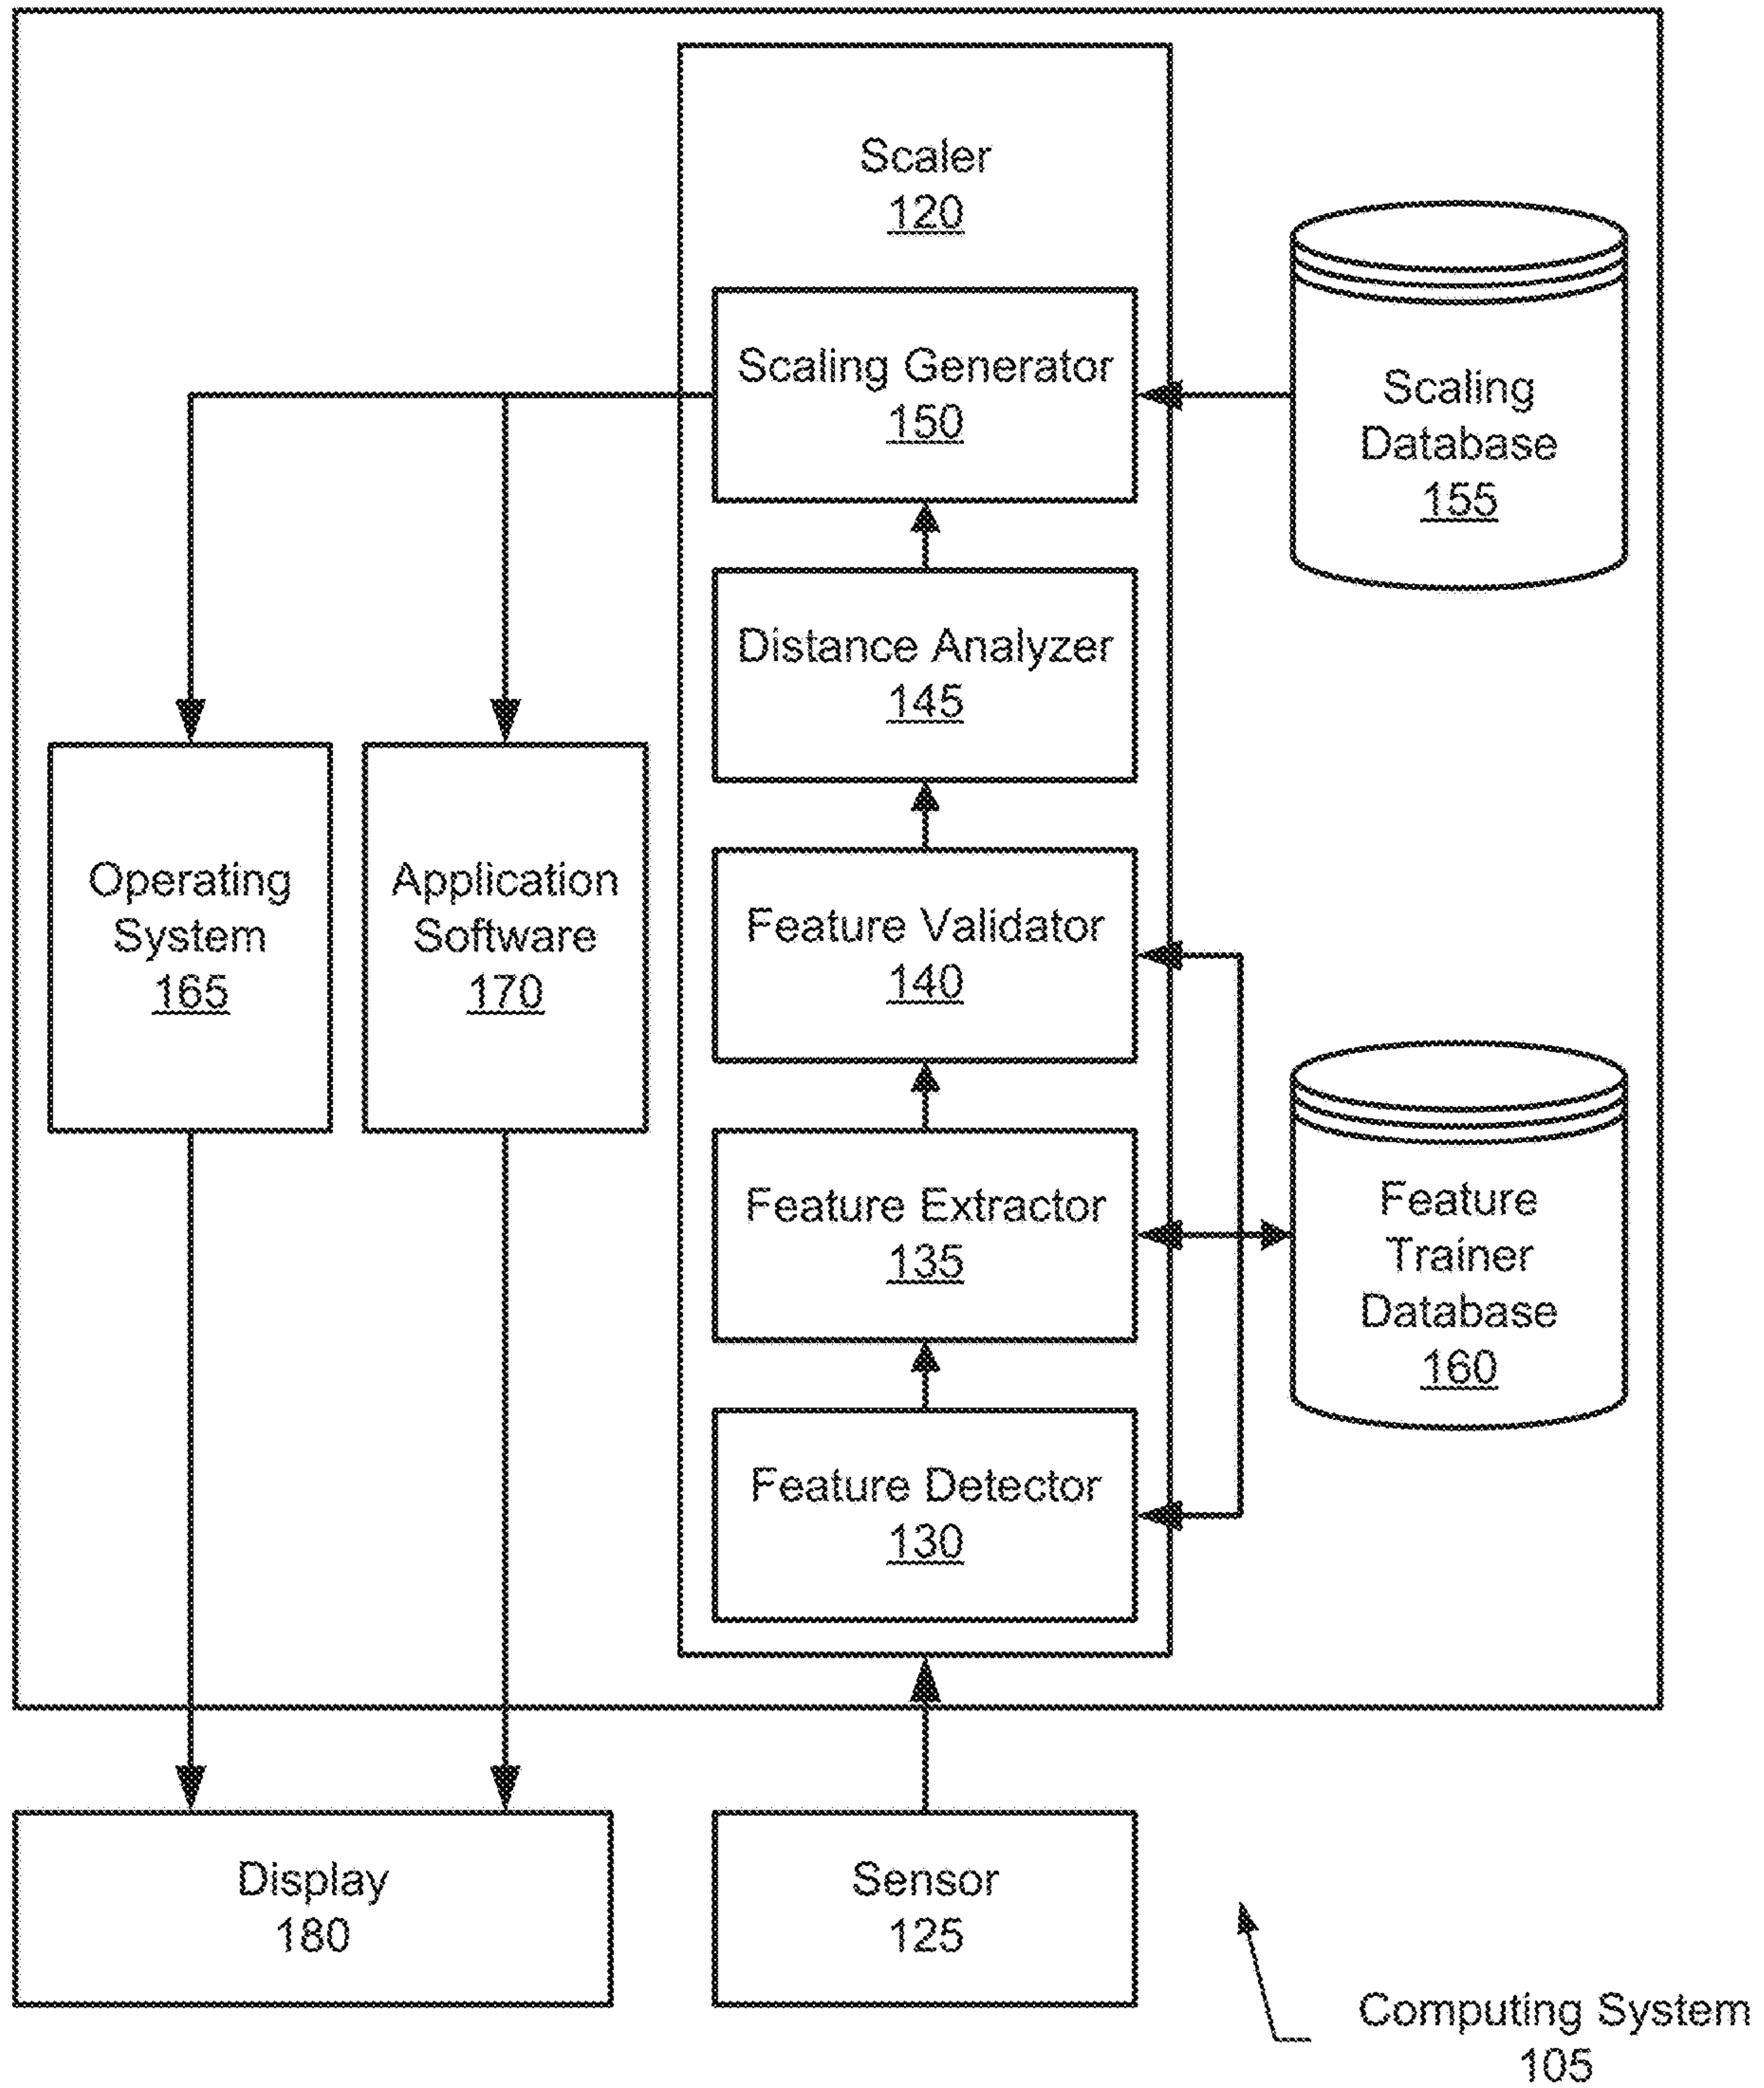 Scaler
120
Scaling Generator
150
Scaling
Database
155
Distance Analyzer
145
Operating
System
165
Application
Software
170
Feature Validator
140
Feature Extractor
135
Feature
Trainer
Database
160
Feature Detector
130
Display
180
Sensor
125
Computing System
105